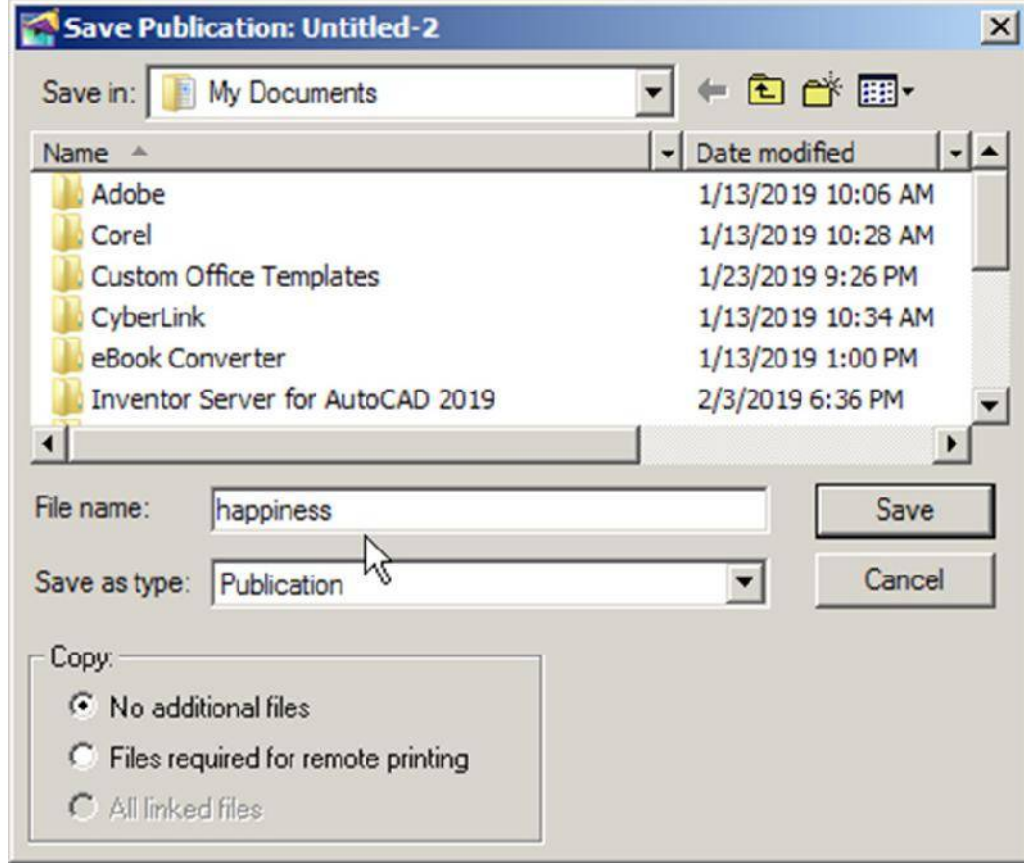 Save Publication: Untitled-2
Save in: My Documents
Name Date modified
Adobe 1/13/2019 10:06 AM
Corel 1/13/2019 10:28 AM
Custom Office Templates 1/23/2019 9:26 PM
CyberLink 1/13/2019 10:34 AM
eBook Converter 1/13/2019 1:00 PM
Inventor Server for AutoCAD 2019 2/3/2019 6:36 PM
File name: happiness Save
Save as type: Publication Cancel
Copy:
No additional files
Files required for remote printing
All linked files